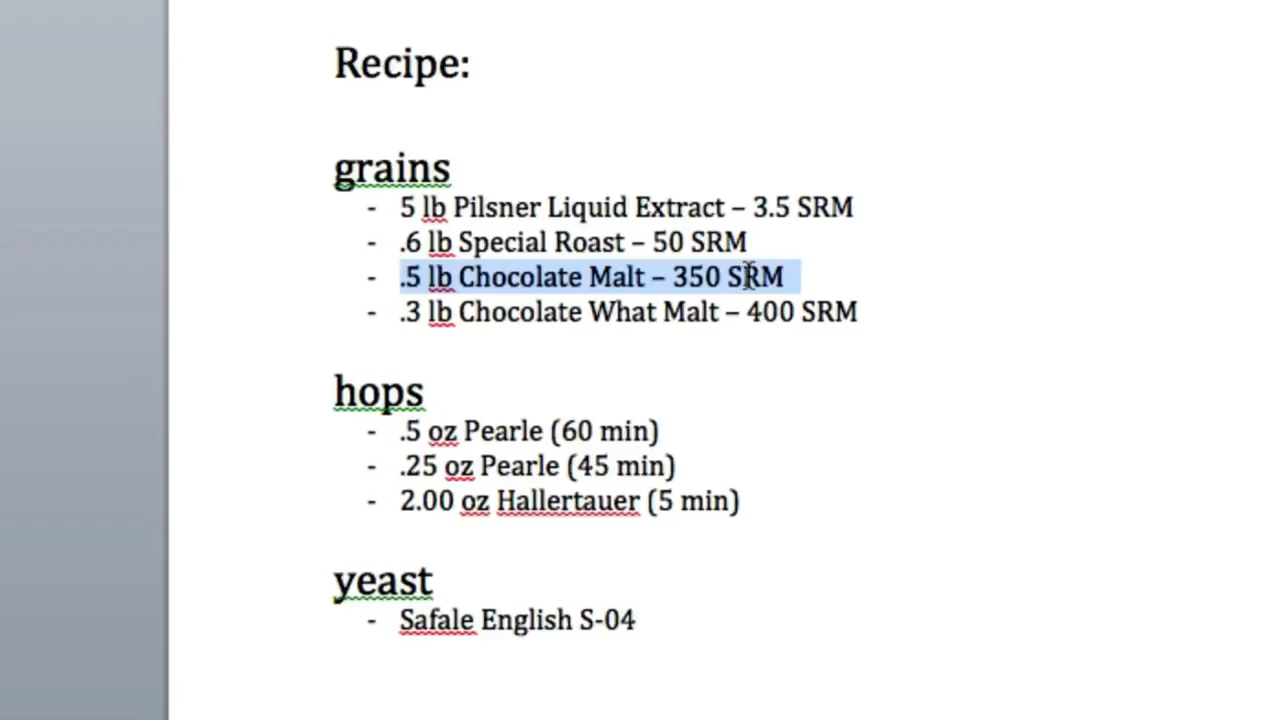 Recipe:
grains
- 5 lb Pilsner Liquid Extract – 3.5 SRM
- .6 lb Special Roast – 50 SRM
- .5 lb Chocolate Malt – 350 SRM
- .3 lb Chocolate What Malt – 400 SRM
hops
- .5 oz Pearle (60 min)
- .25 oz Pearle (45 min)
- 2.00 oz Hallertauer (5 min)
yeast
- Safale English S-04